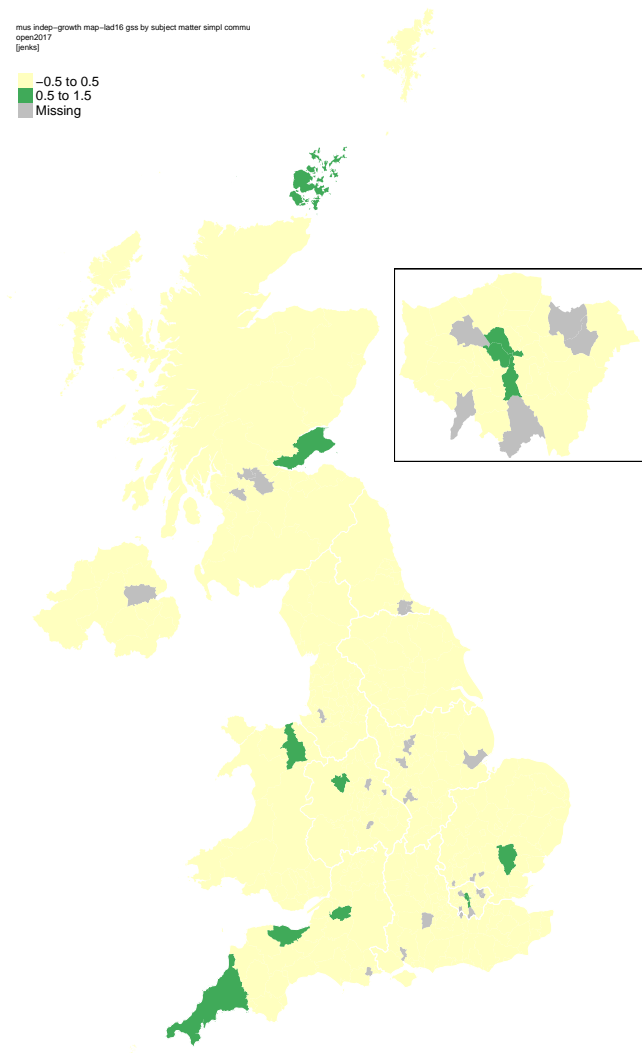 mus indep−growth map−lad16 gss by subject matter simpl commu
open2017
[jenks]
−0.5 to 0.5
0.5 to 1.5
Missing